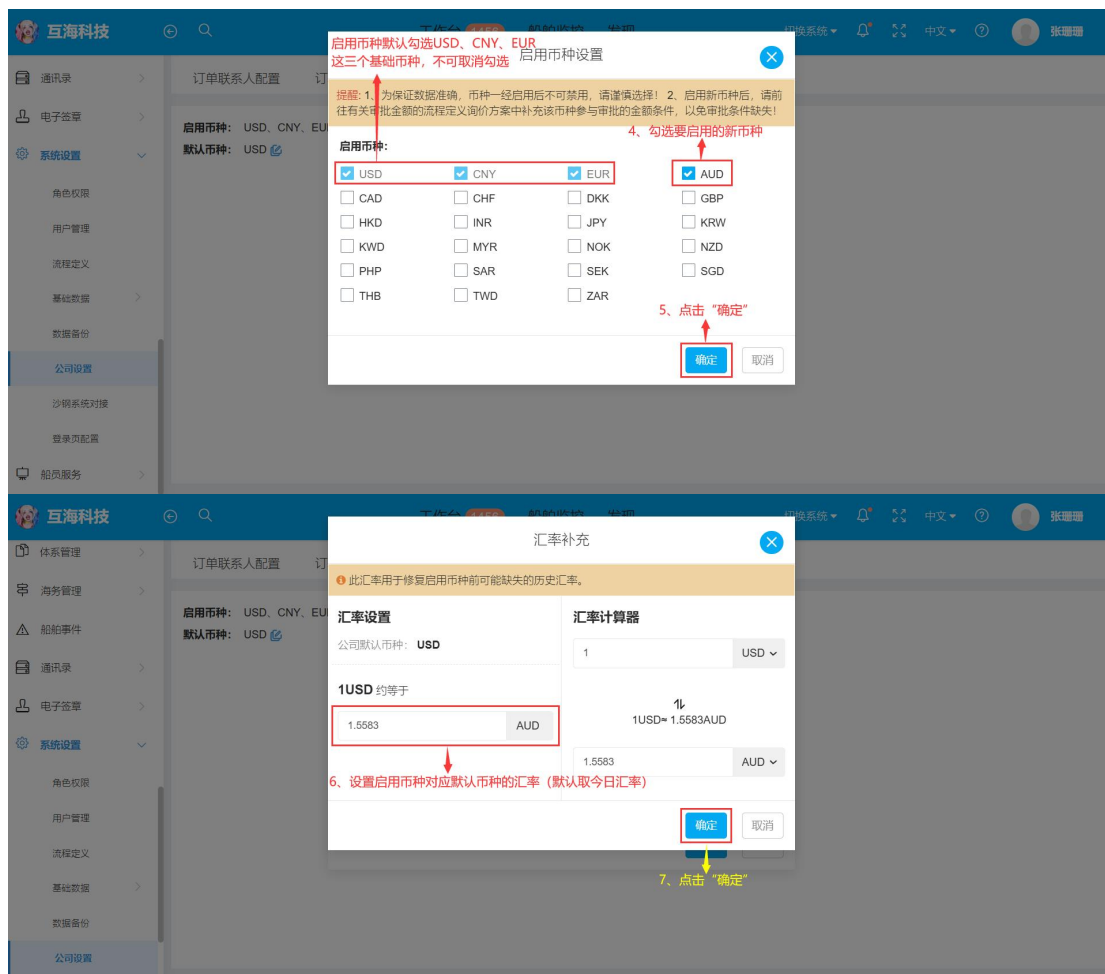 互海科技
工作台 1458 船舶监控 发现
切换系统
中文
张珊珊
启用币种默认勾选USD、CNY、EUR
这三个基础币种，不可取消勾选
启用币种设置
通讯录
电子签章
系统设置
角色权限
用户管理
流程定义
基础数据
数据备份
公司设置
沙钢系统对接
登录页配置
船员服务
订单联系人配置 订
启用币种： USD、CNY、EU
默认币种： USD
提醒: 1、为保证数据准确，币种一经启用后不可禁用，请谨慎选择！ 2、启用新币种后，请前
往有关审批金额的流程定义询价方案中补充该币种参与审批的金额条件，以免审批条件缺失！
4、勾选要启用的新币种
启用币种：
USD CNY EUR AUD
CAD CHF DKK GBP
HKD INR JPY KRW
KWD MYR NOK NZD
PHP SAR SEK SGD
THB TWD ZAR
5、点击“确定”
确定 取消
互海科技
工作台 1458 船舶监控 发现
切换系统
中文
张珊珊
体系管理
海务管理
船舶事件
通讯录
电子签章
系统设置
角色权限
用户管理
流程定义
基础数据
数据备份
公司设置
订单联系人配置 订
启用币种： USD、CNY、EU
默认币种： USD
汇率补充
此汇率用于修复启用币种前可能缺失的历史汇率。
汇率设置
公司默认币种： USD
1USD 约等于
1.5583 AUD
汇率计算器
1 USD
1USD≈ 1.5583AUD
1.5583 AUD
6、设置启用币种对应默认币种的汇率（默认取今日汇率）
确定 取消
7、点击“确定”